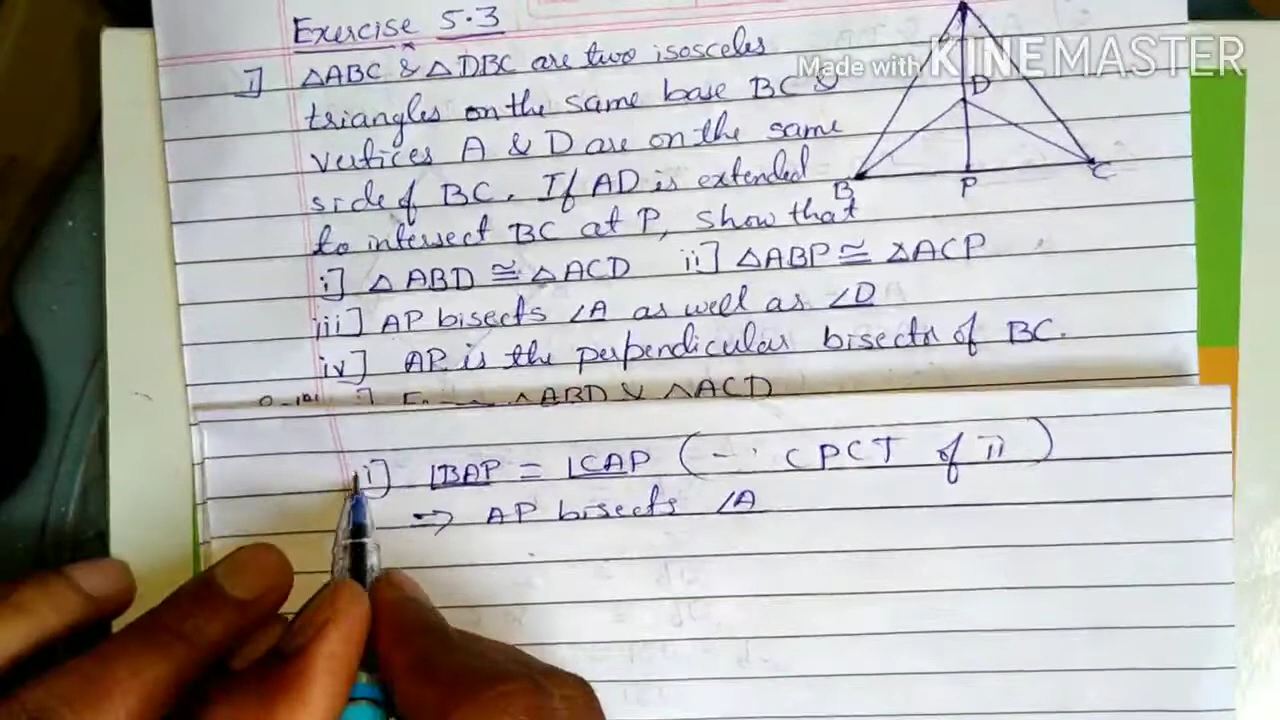 Exercise 5.3
1] △ABC & △DBC are two isosceles
triangles on the same base BC &
vertices A & D are on the same
side of BC. If AD is extended
to intersect BC at P, show that
i] △ABD ≅ △ACD ii] △ABP ≅ △ACP
iii] AP bisects ∠A as well as ∠D
iv] AP is the perpendicular bisectr of BC.
△ABD & △ACD
i] ∠BAP = ∠CAP (∵ CPCT of ii)
⇒ AP bisects ∠A
Made with KINEMASTER
D
B
P
C